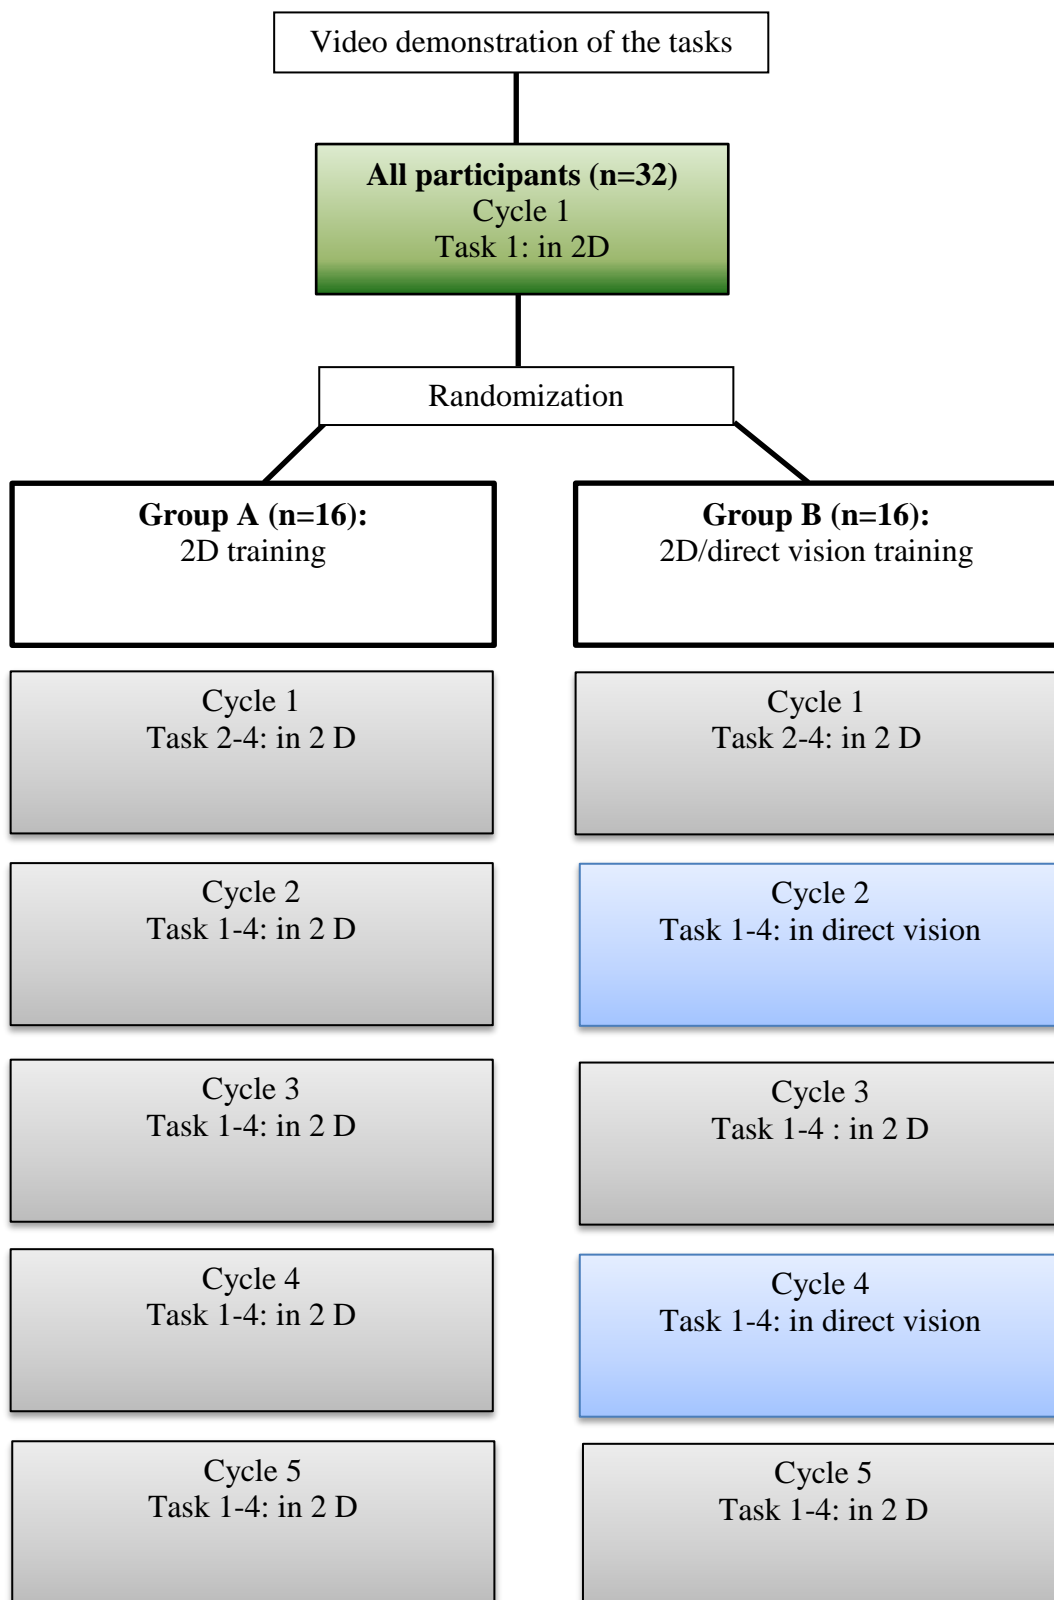 Video demonstration of the tasks
All participants (n=32)
Cycle 1
Task 1: in 2D
Randomization
Group A (n=16):
2D training
Group B (n=16):
2D/direct vision training
Cycle 1
Task 2-4: in 2 D
Cycle 1
Task 2-4: in 2 D
Cycle 2
Task 1-4: in 2 D
Cycle 2
Task 1-4: in direct vision
Cycle 3
Task 1-4: in 2 D
Cycle 3
Task 1-4 : in 2 D
Cycle 4
Task 1-4: in 2 D
Cycle 4
Task 1-4: in direct vision
Cycle 5
Task 1-4: in 2 D
Cycle 5
Task 1-4: in 2 D